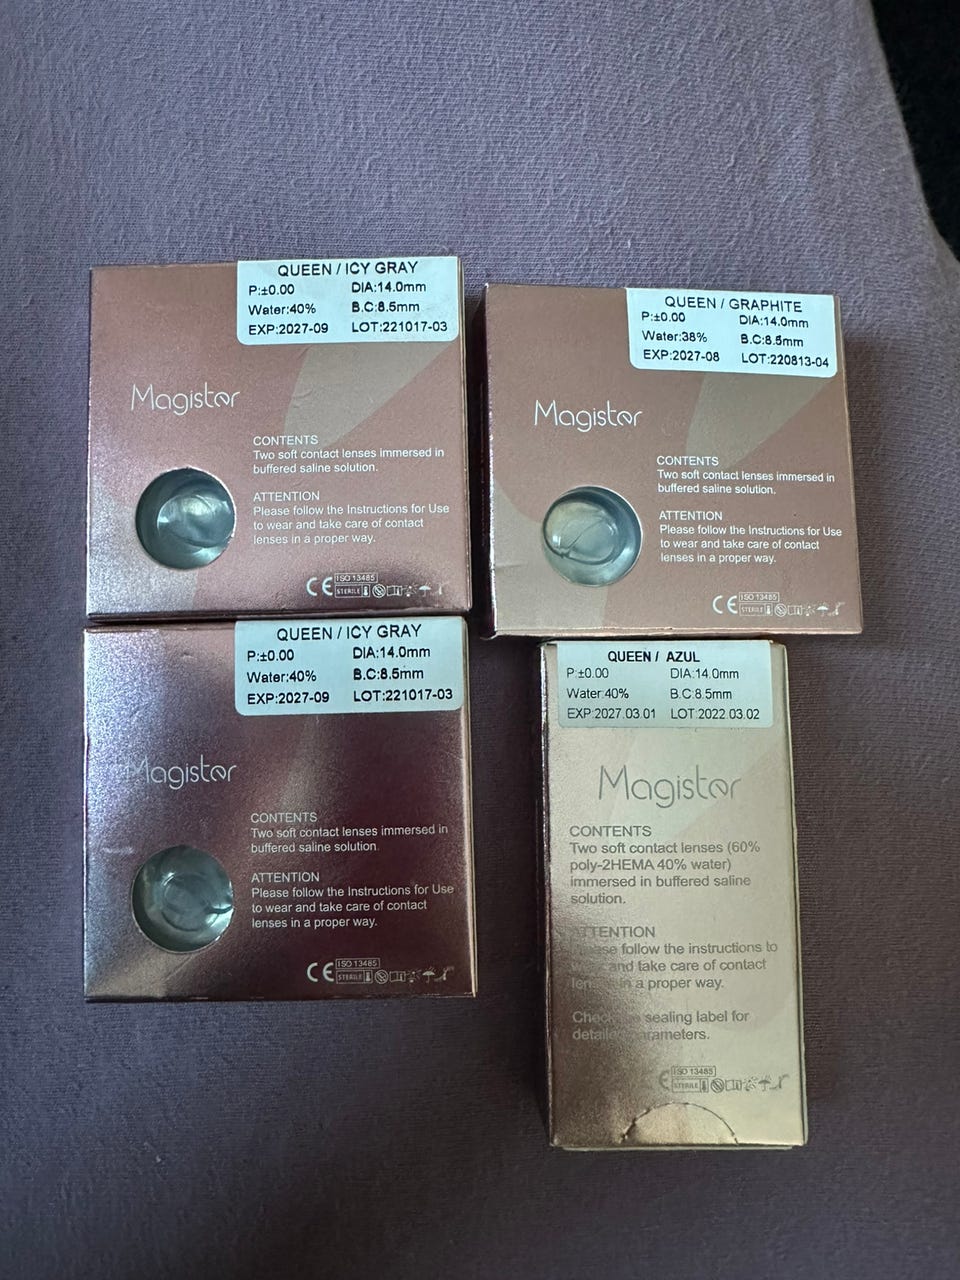 QUEEN / ICY GRAY
P:±0.00 DIA:14.0mm
Water:40% B.C:8.5mm
EXP:2027-09 LOT:221017-03
Magister
CONTENTS
Two soft contact lenses immersed in
buffered saline solution.
ATTENTION
Please follow the Instructions for Use
to wear and take care of contact
lenses in a proper way.
CE ISO 13485
STERILE
QUEEN / GRAPHITE
P:±0.00 DIA:14.0mm
Water:38% B.C:8.5mm
EXP:2027-08 LOT:220813-04
Magister
CONTENTS
Two soft contact lenses immersed in
buffered saline solution.
ATTENTION
Please follow the Instructions for Use
to wear and take care of contact
lenses in a proper way.
CE ISO 13485
STERILE
QUEEN / ICY GRAY
P:±0.00 DIA:14.0mm
Water:40% B.C:8.5mm
EXP:2027-09 LOT:221017-03
Magister
CONTENTS
Two soft contact lenses immersed in
buffered saline solution.
ATTENTION
Please follow the Instructions for Use
to wear and take care of contact
lenses in a proper way.
CE ISO 13485
STERILE
QUEEN / AZUL
P:±0.00 DIA:14.0mm
Water:40% B.C:8.5mm
EXP:2027.03.01 LOT:2022.03.02
Magister
CONTENTS
Two soft contact lenses (60%
poly-2HEMA 40% water)
immersed in buffered saline
solution.
ATTENTION
Please follow the instructions to
and take care of contact
in a proper way.
sealing label for
parameters.
CE ISO 13485
STERILE